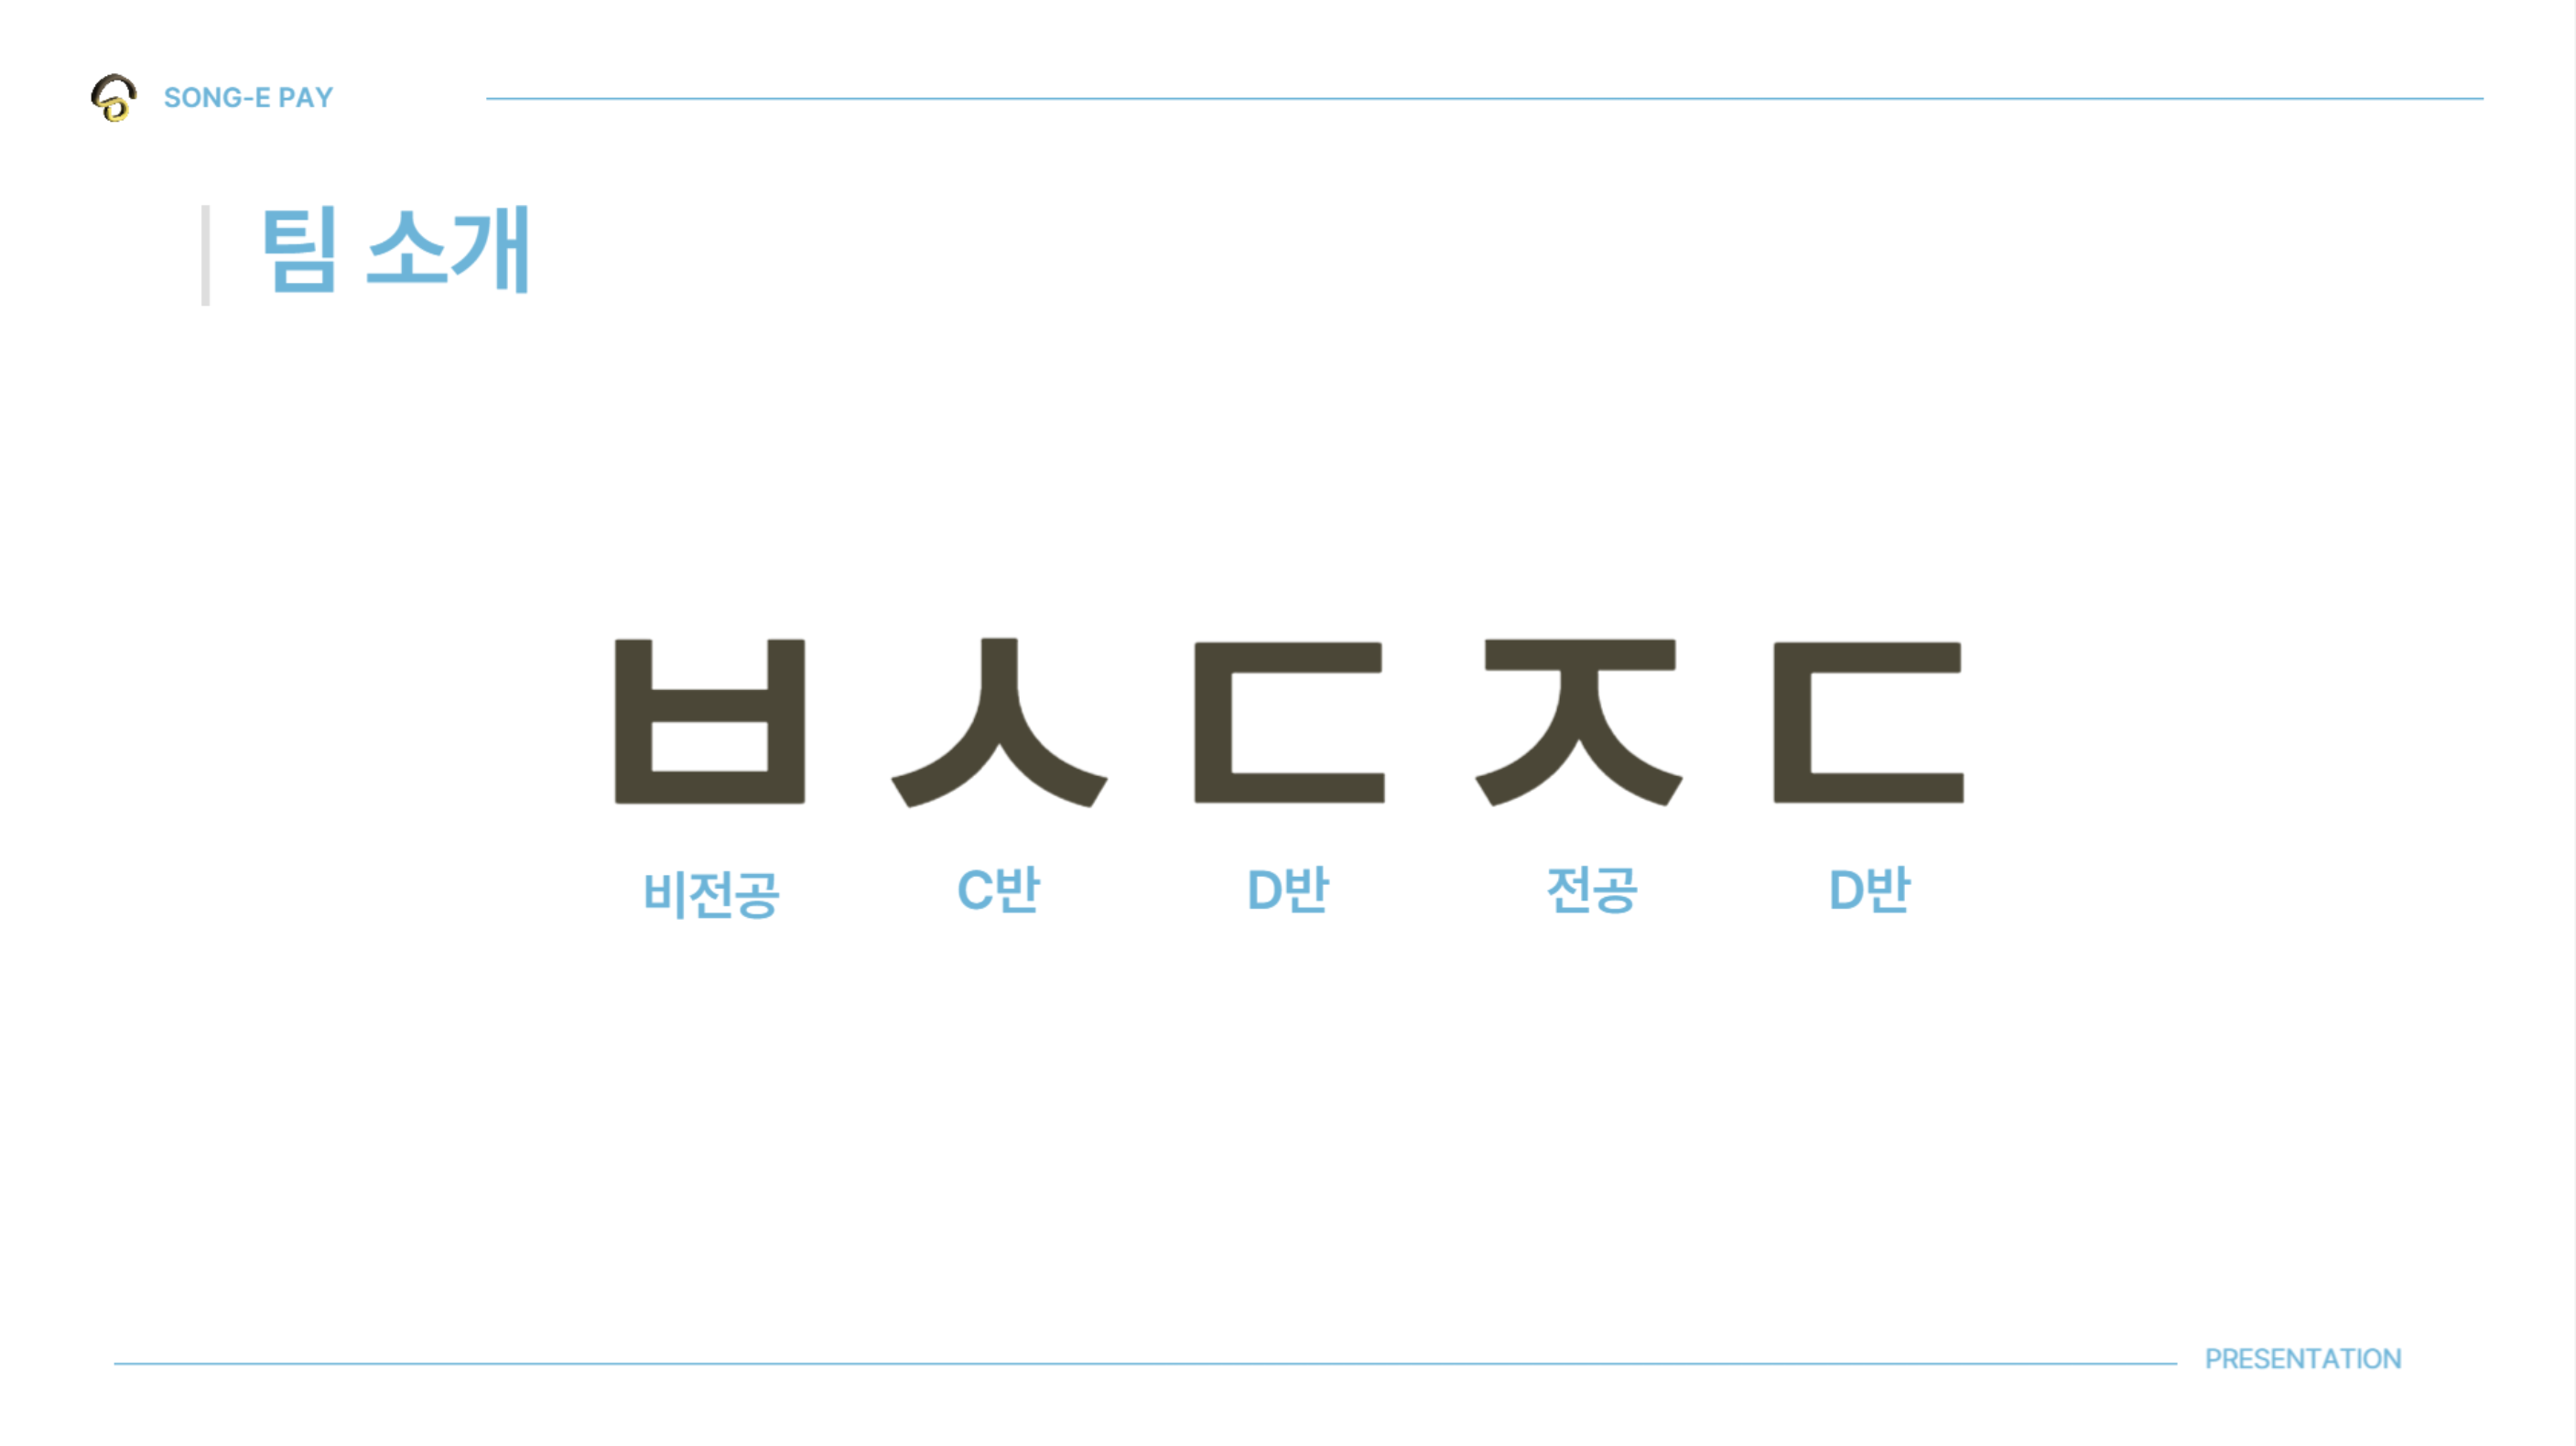 SONG-E PAY
팀 소개
ㅂ ㅅ ㄷ ㅈ ㄷ
비전공 C반 D반 전공 D반
PRESENTATION